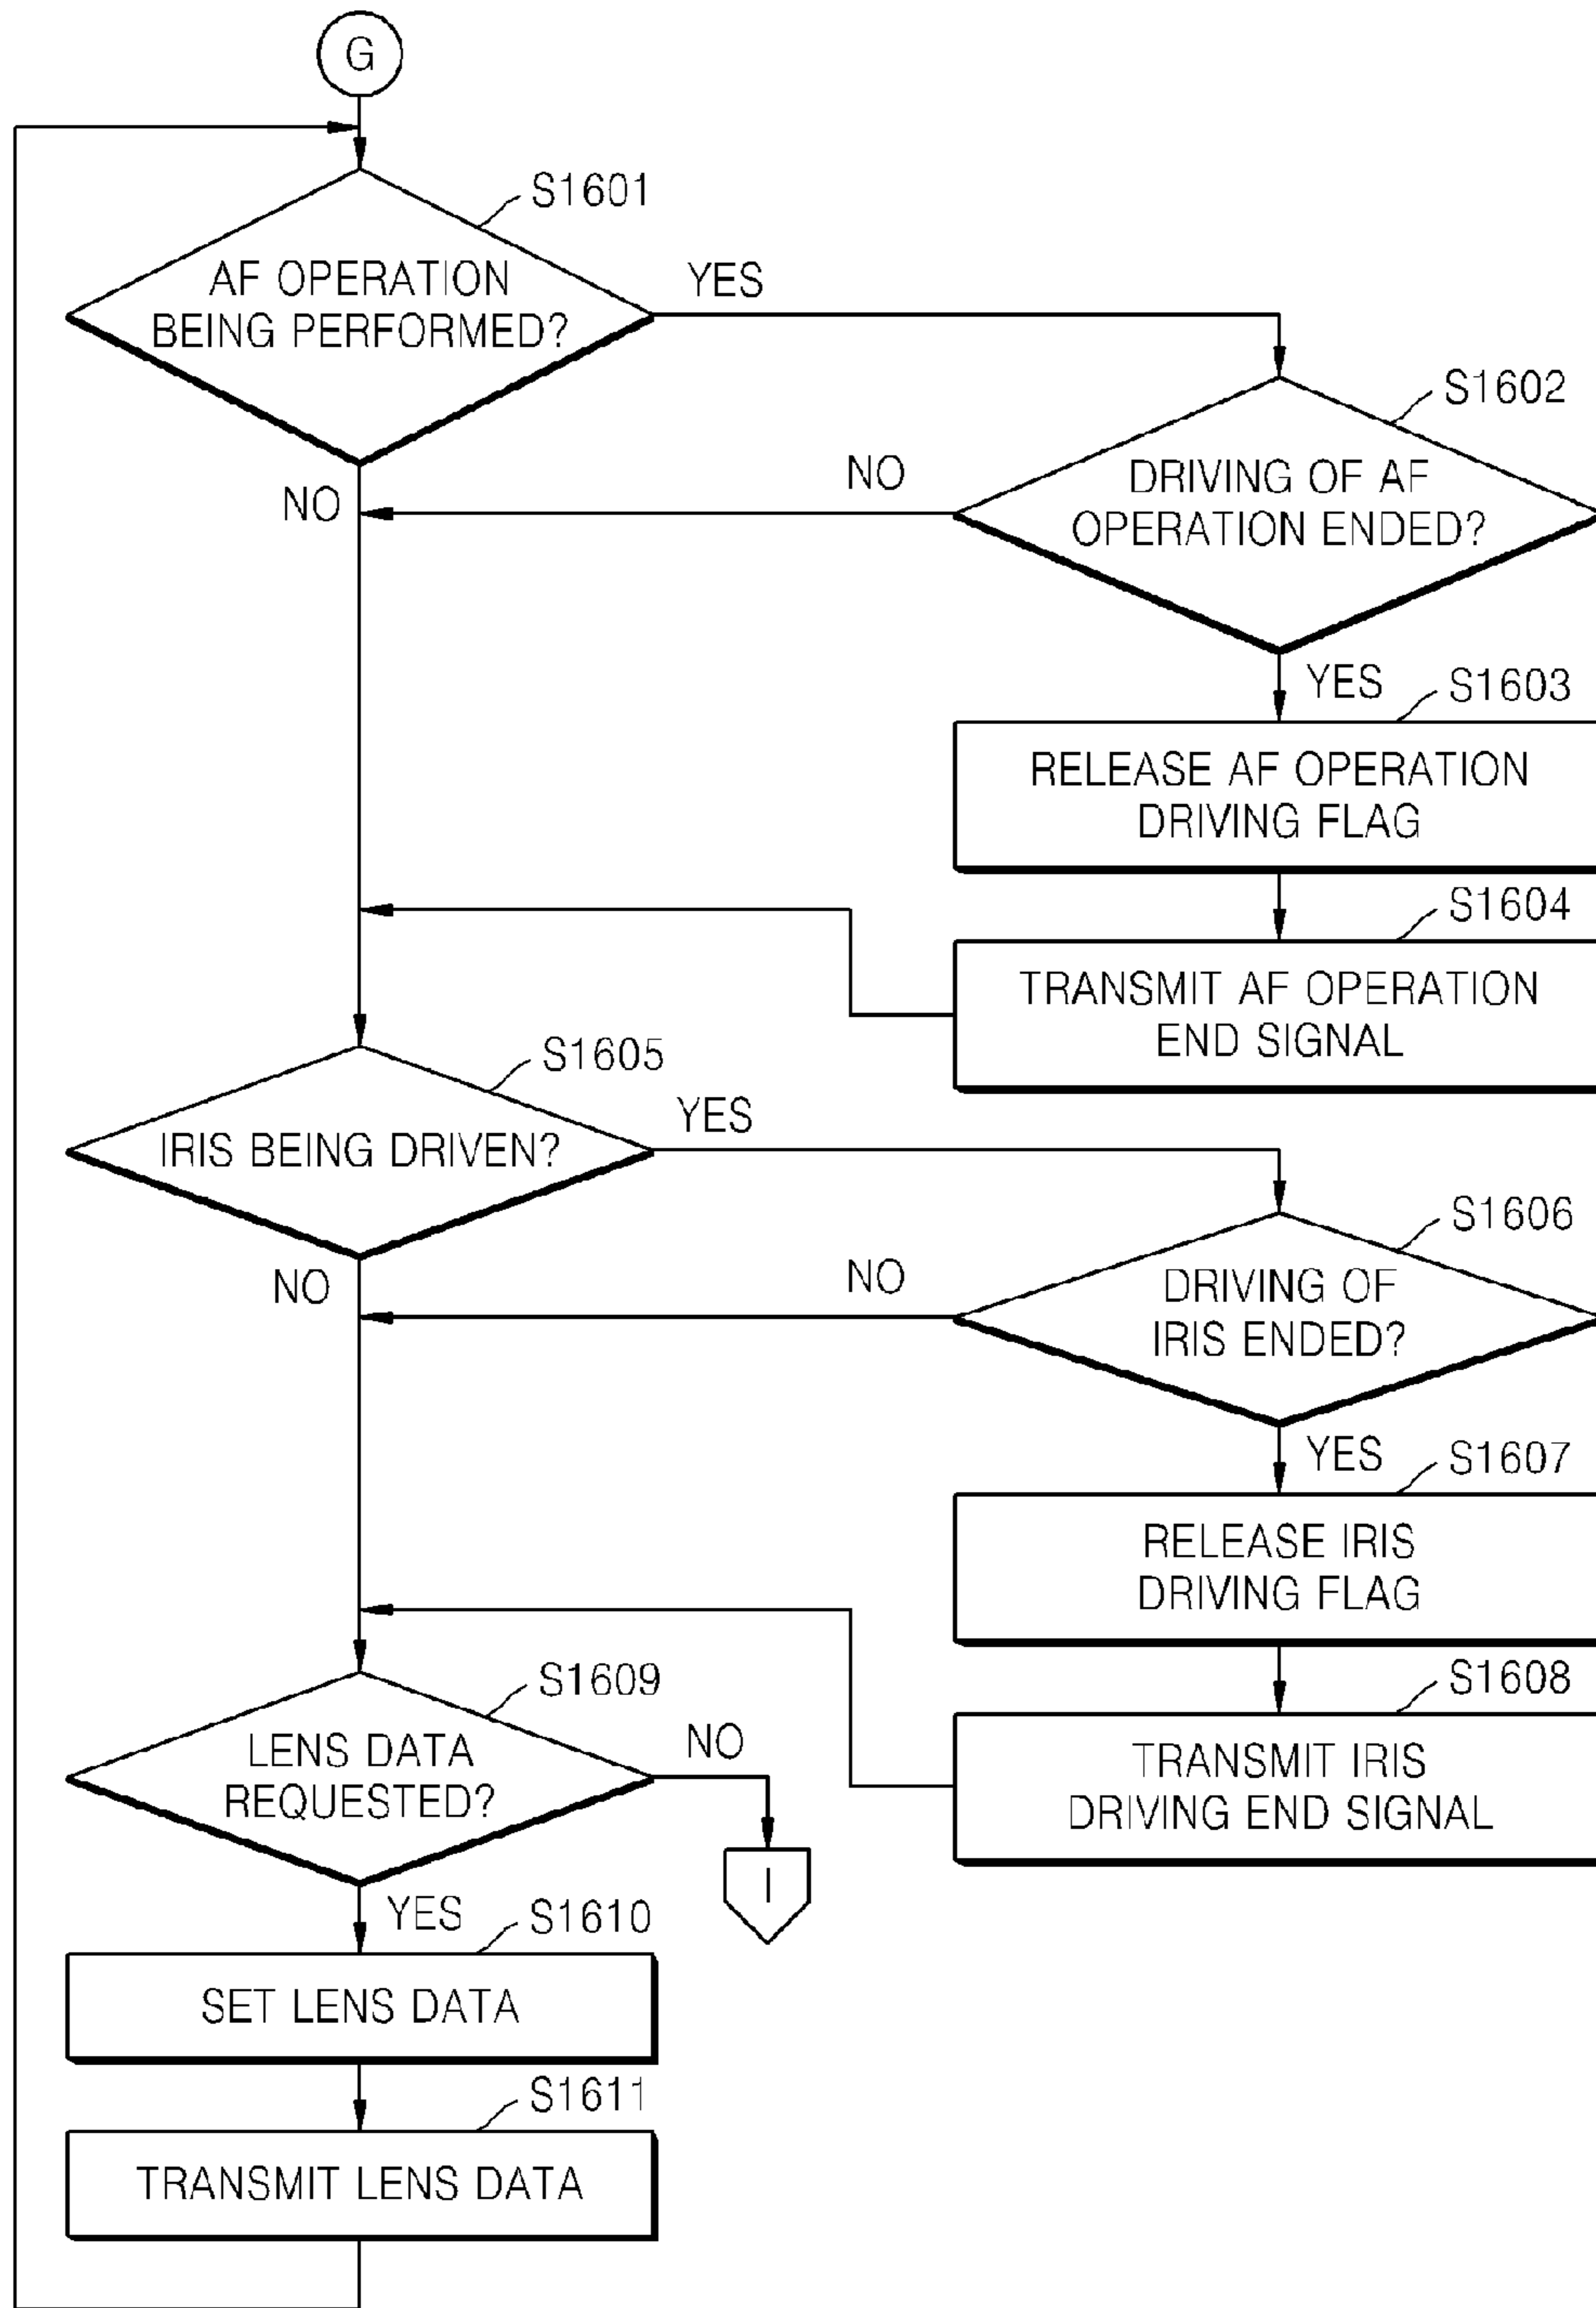 G
S1601
AF OPERATION
BEING PERFORMED?
YES
NO
S1602
DRIVING OF AF
OPERATION ENDED?
NO
YES
S1603
RELEASE AF OPERATION
DRIVING FLAG
S1604
TRANSMIT AF OPERATION
END SIGNAL
S1605
IRIS BEING DRIVEN?
YES
NO
S1606
DRIVING OF
IRIS ENDED?
NO
YES
S1607
RELEASE IRIS
DRIVING FLAG
S1608
TRANSMIT IRIS
DRIVING END SIGNAL
S1609
LENS DATA
REQUESTED?
NO
I
YES
S1610
SET LENS DATA
S1611
TRANSMIT LENS DATA